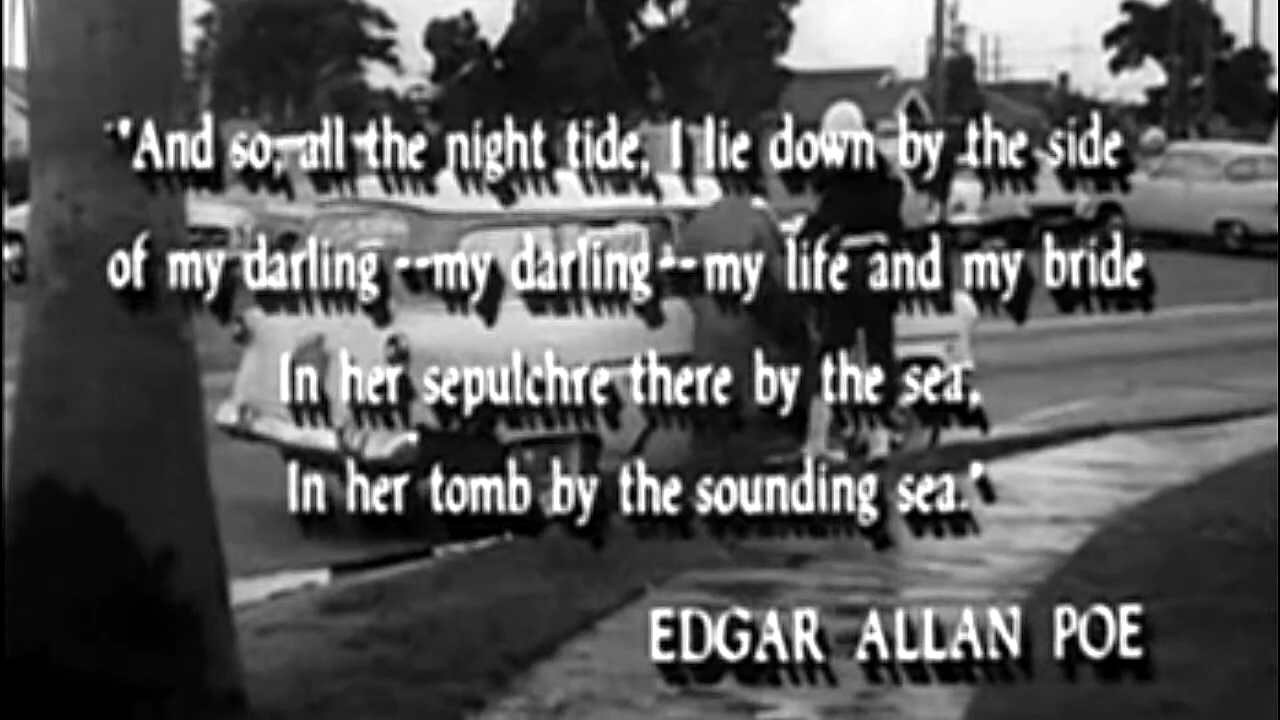 "And so, all the night tide, I lie down by the side
of my darling--my darling--my life and my bride
In her sepulchre there by the sea,
In her tomb by the sounding sea."
EDGAR ALLAN POE